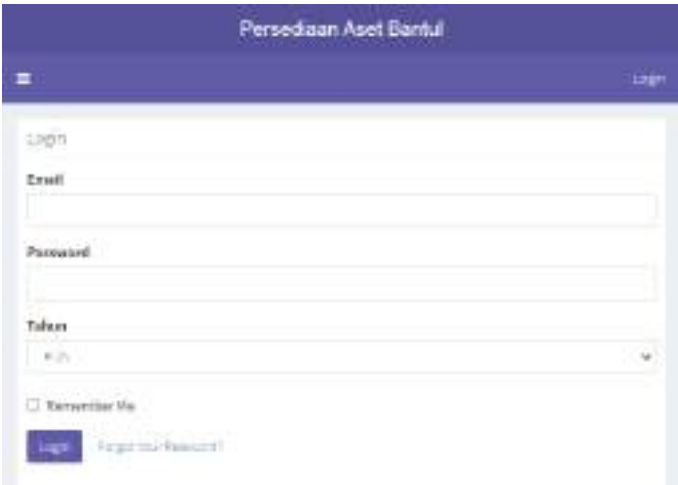 Persediaan Aset Bantul
Login
Login
Email
Password
Tahun
Remember Me
Login Forgot Your Password?